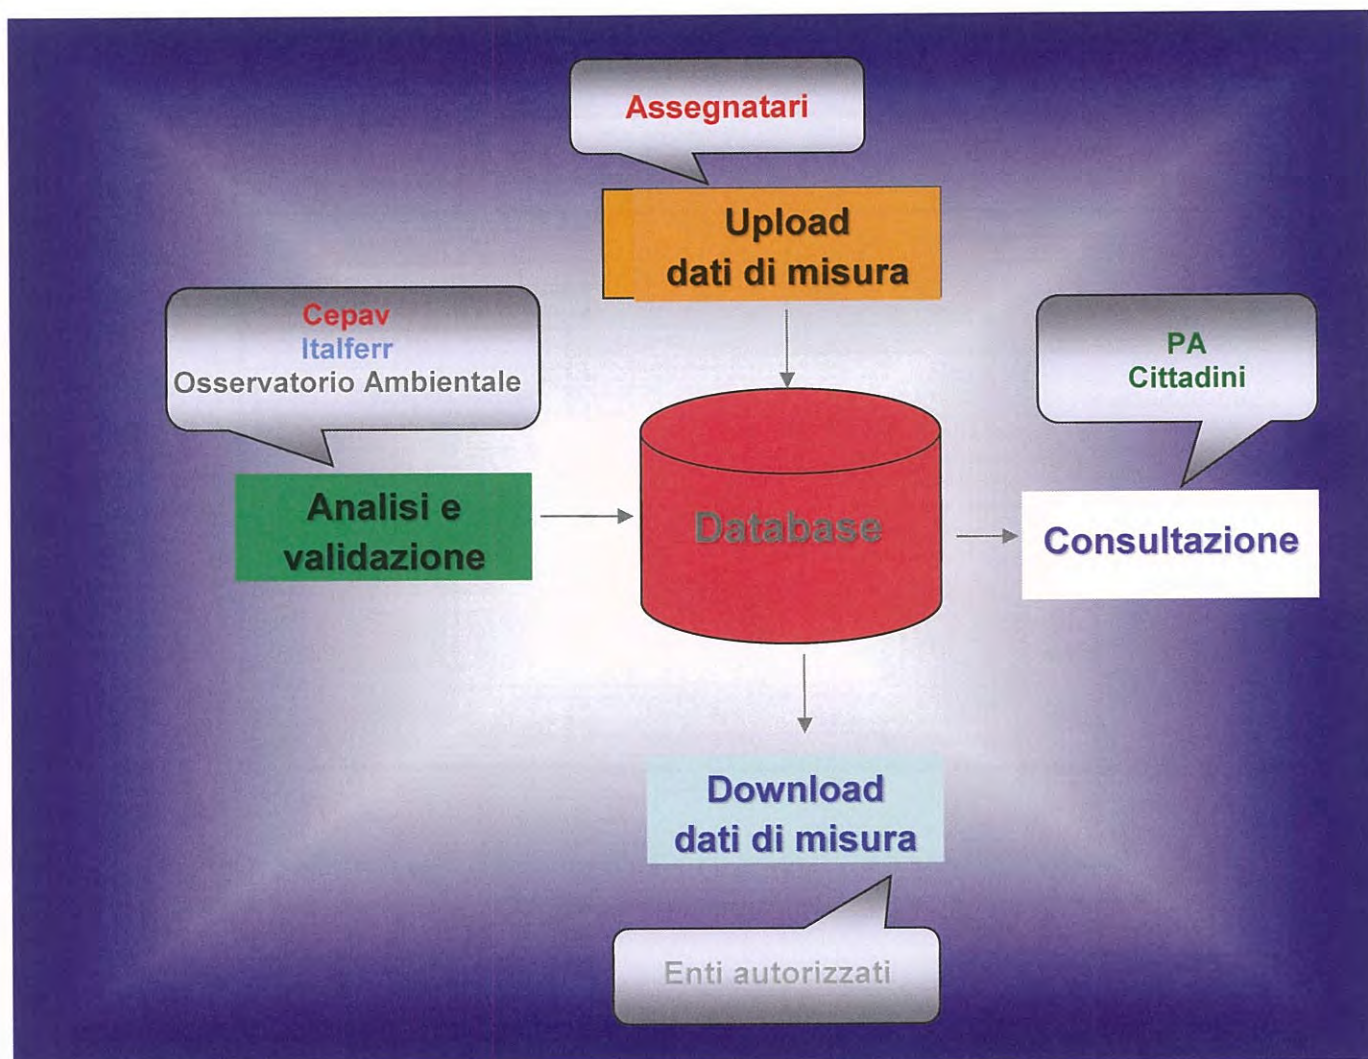 Assegnatari
Upload
dati di misura
Cepav
Italferr
Osservatorio Ambientale
PA
Cittadini
Analisi e
validazione
Database
Consultazione
Download
dati di misura
Enti autorizzati